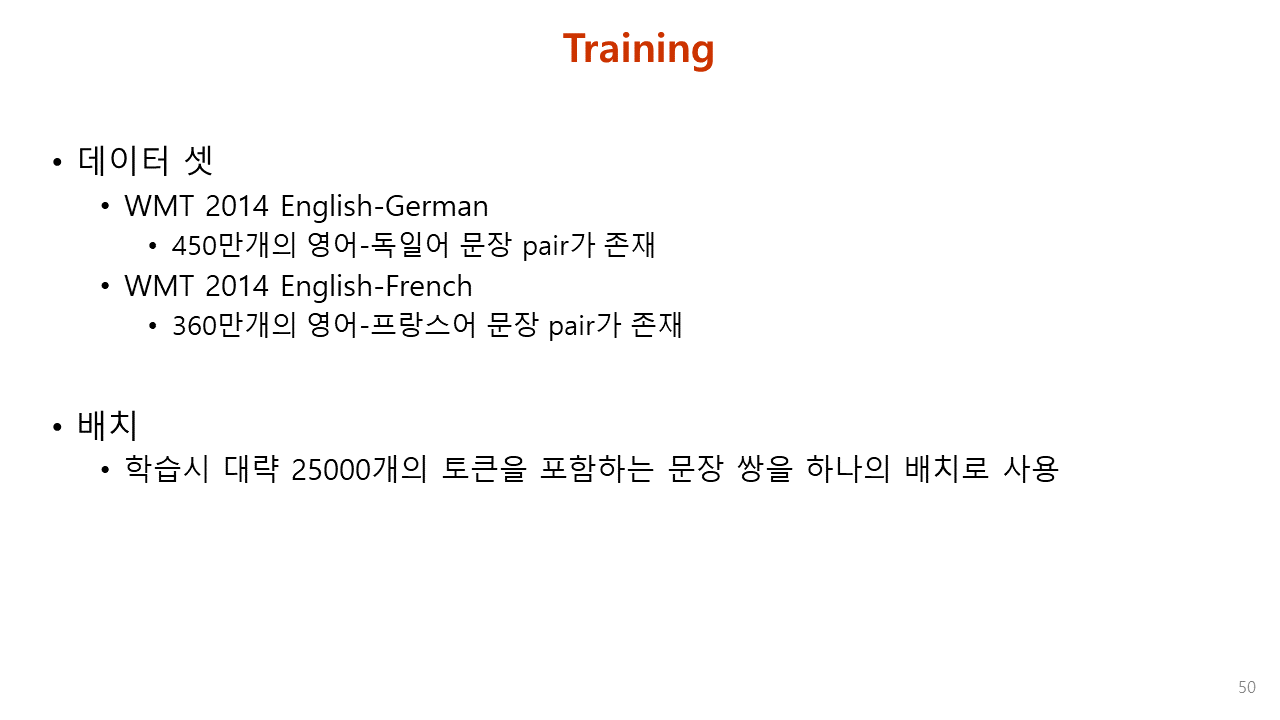 Training
• 데이터 셋
• WMT 2014 English-German
• 450만개의 영어-독일어 문장 pair가 존재
• WMT 2014 English-French
• 360만개의 영어-프랑스어 문장 pair가 존재
• 배치
• 학습시 대략 25000개의 토큰을 포함하는 문장 쌍을 하나의 배치로 사용
50